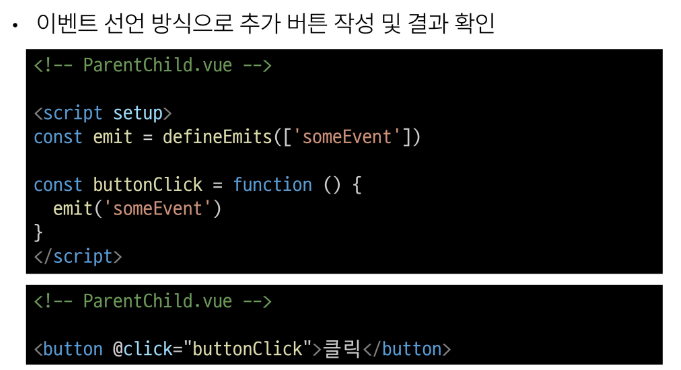 • 이벤트 선언 방식으로 추가 버튼 작성 및 결과 확인
<!-- ParentChild.vue -->
<script setup>
const emit = defineEmits(['someEvent'])
const buttonClick = function () {
  emit('someEvent')
}
</script>
<!-- ParentChild.vue -->
<button @click="buttonClick">클릭</button>